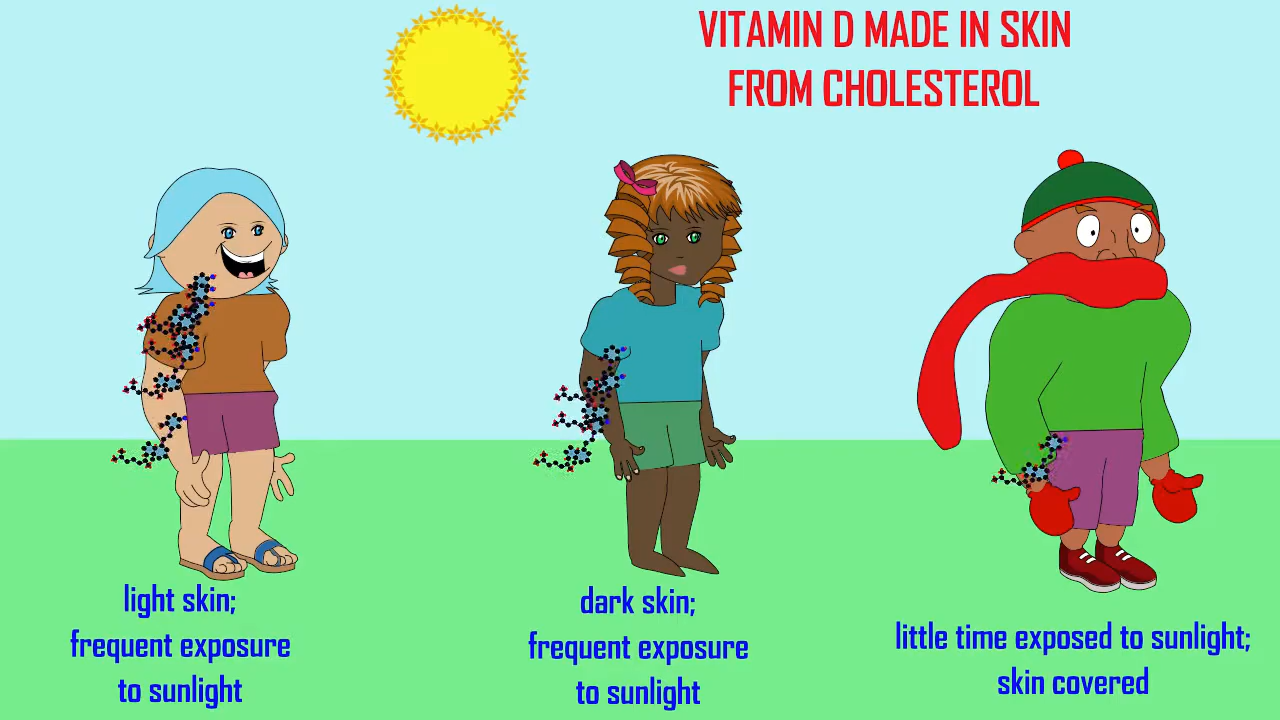 VITAMIN D MADE IN SKIN
FROM CHOLESTEROL
light skin;
frequent exposure
to sunlight
dark skin;
frequent exposure
to sunlight
little time exposed to sunlight;
skin covered